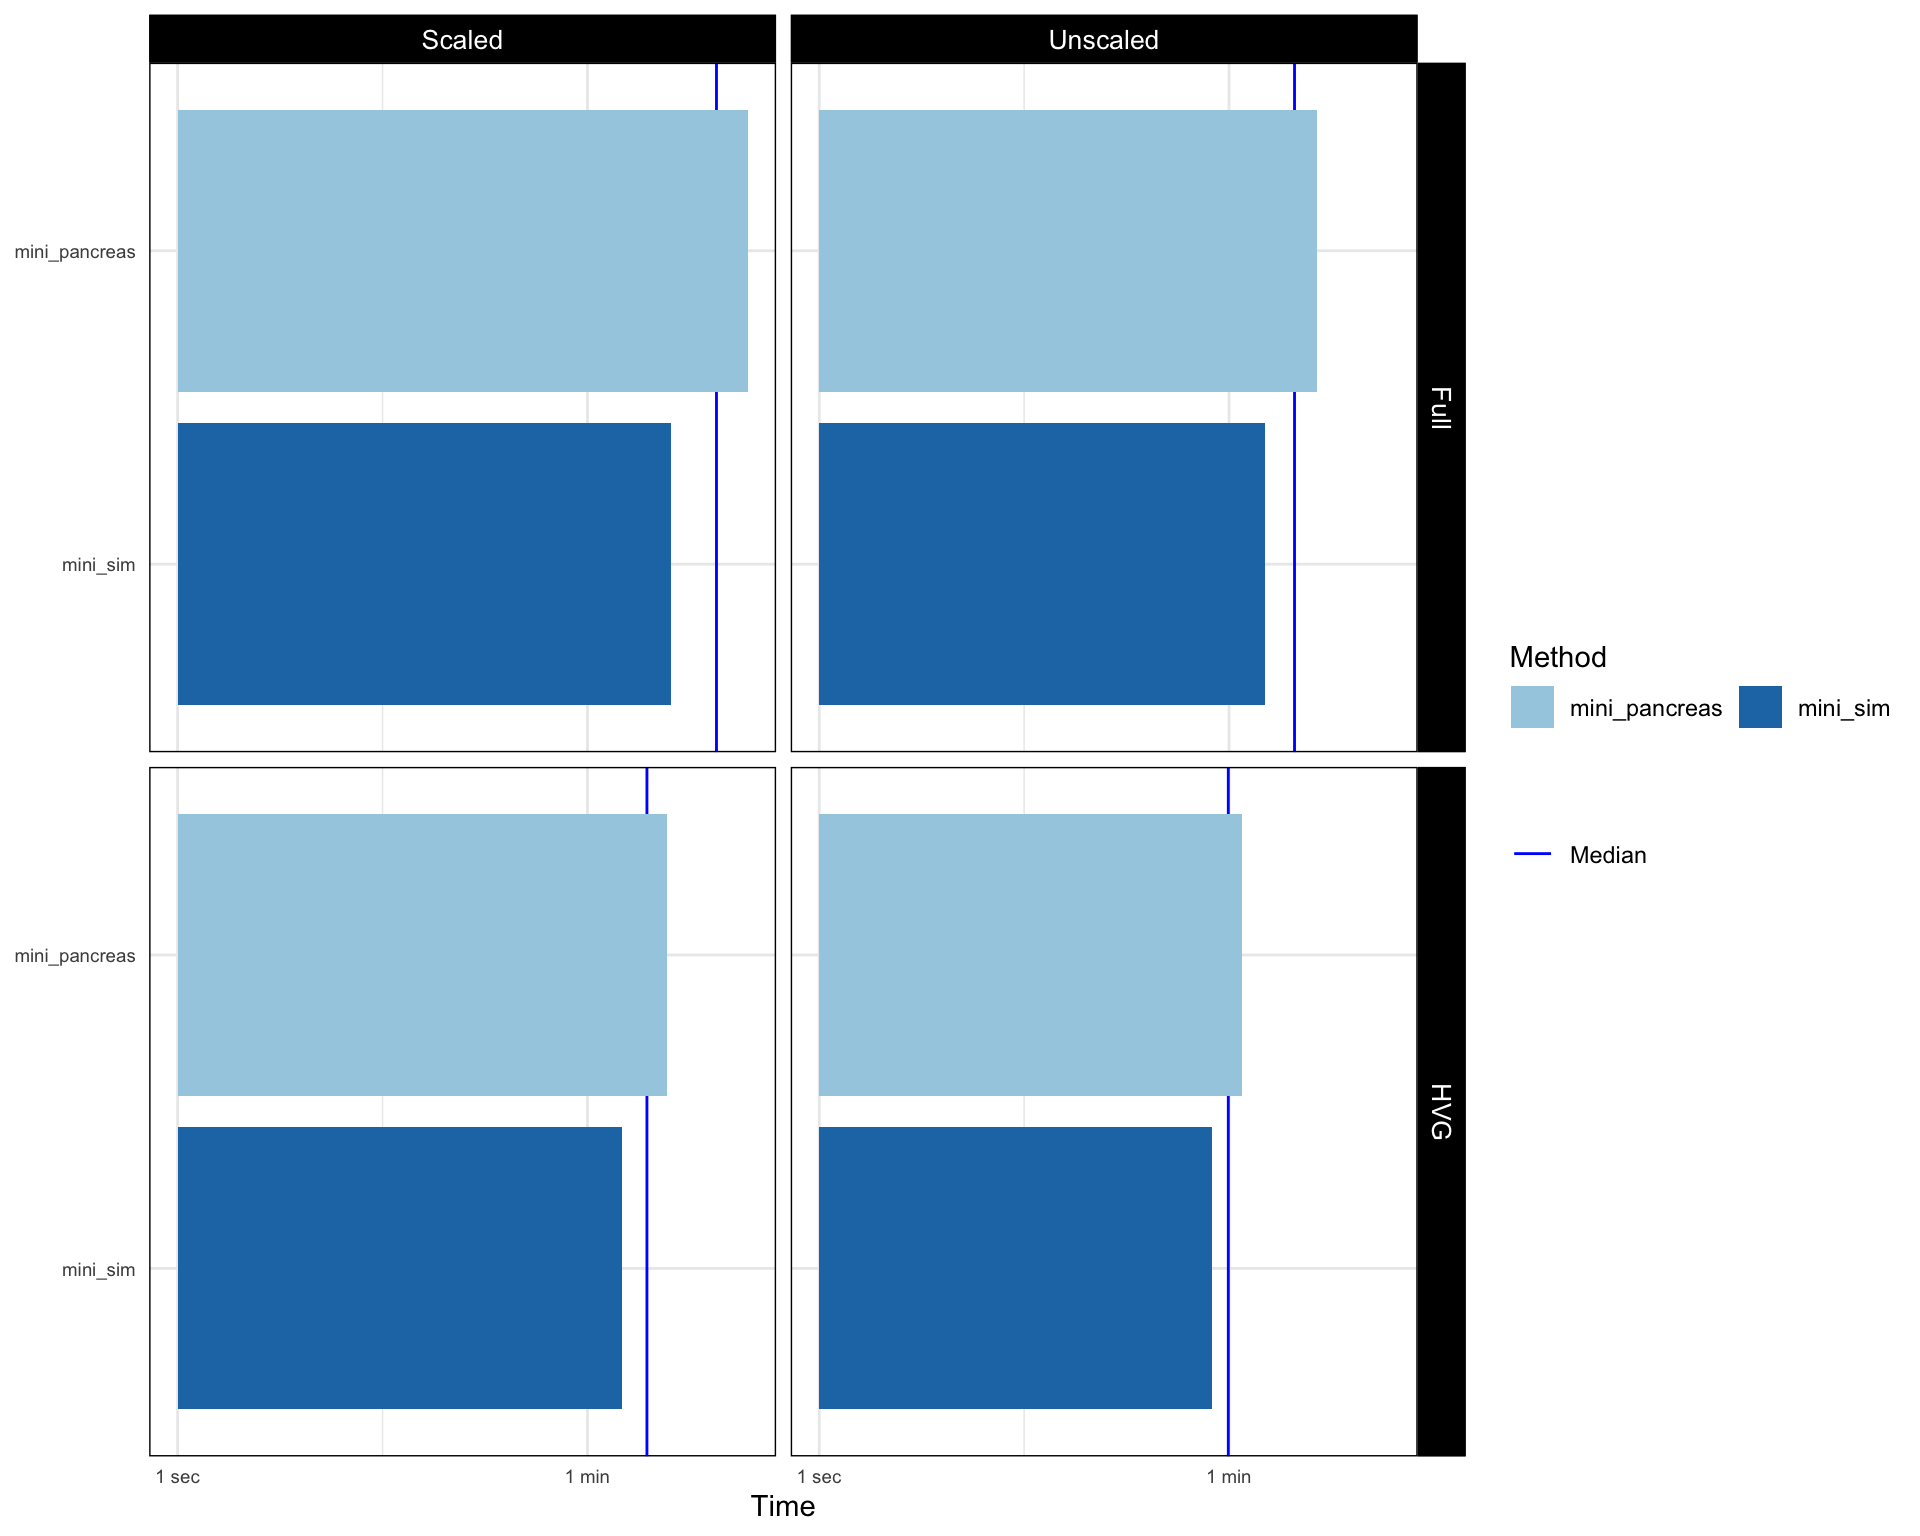 Scaled
Unscaled
mini_pancreas
mini_sim
Full
mini_pancreas
mini_sim
HVG
1 sec
1 min
1 sec
1 min
Time
Method
mini_pancreas
mini_sim
Median